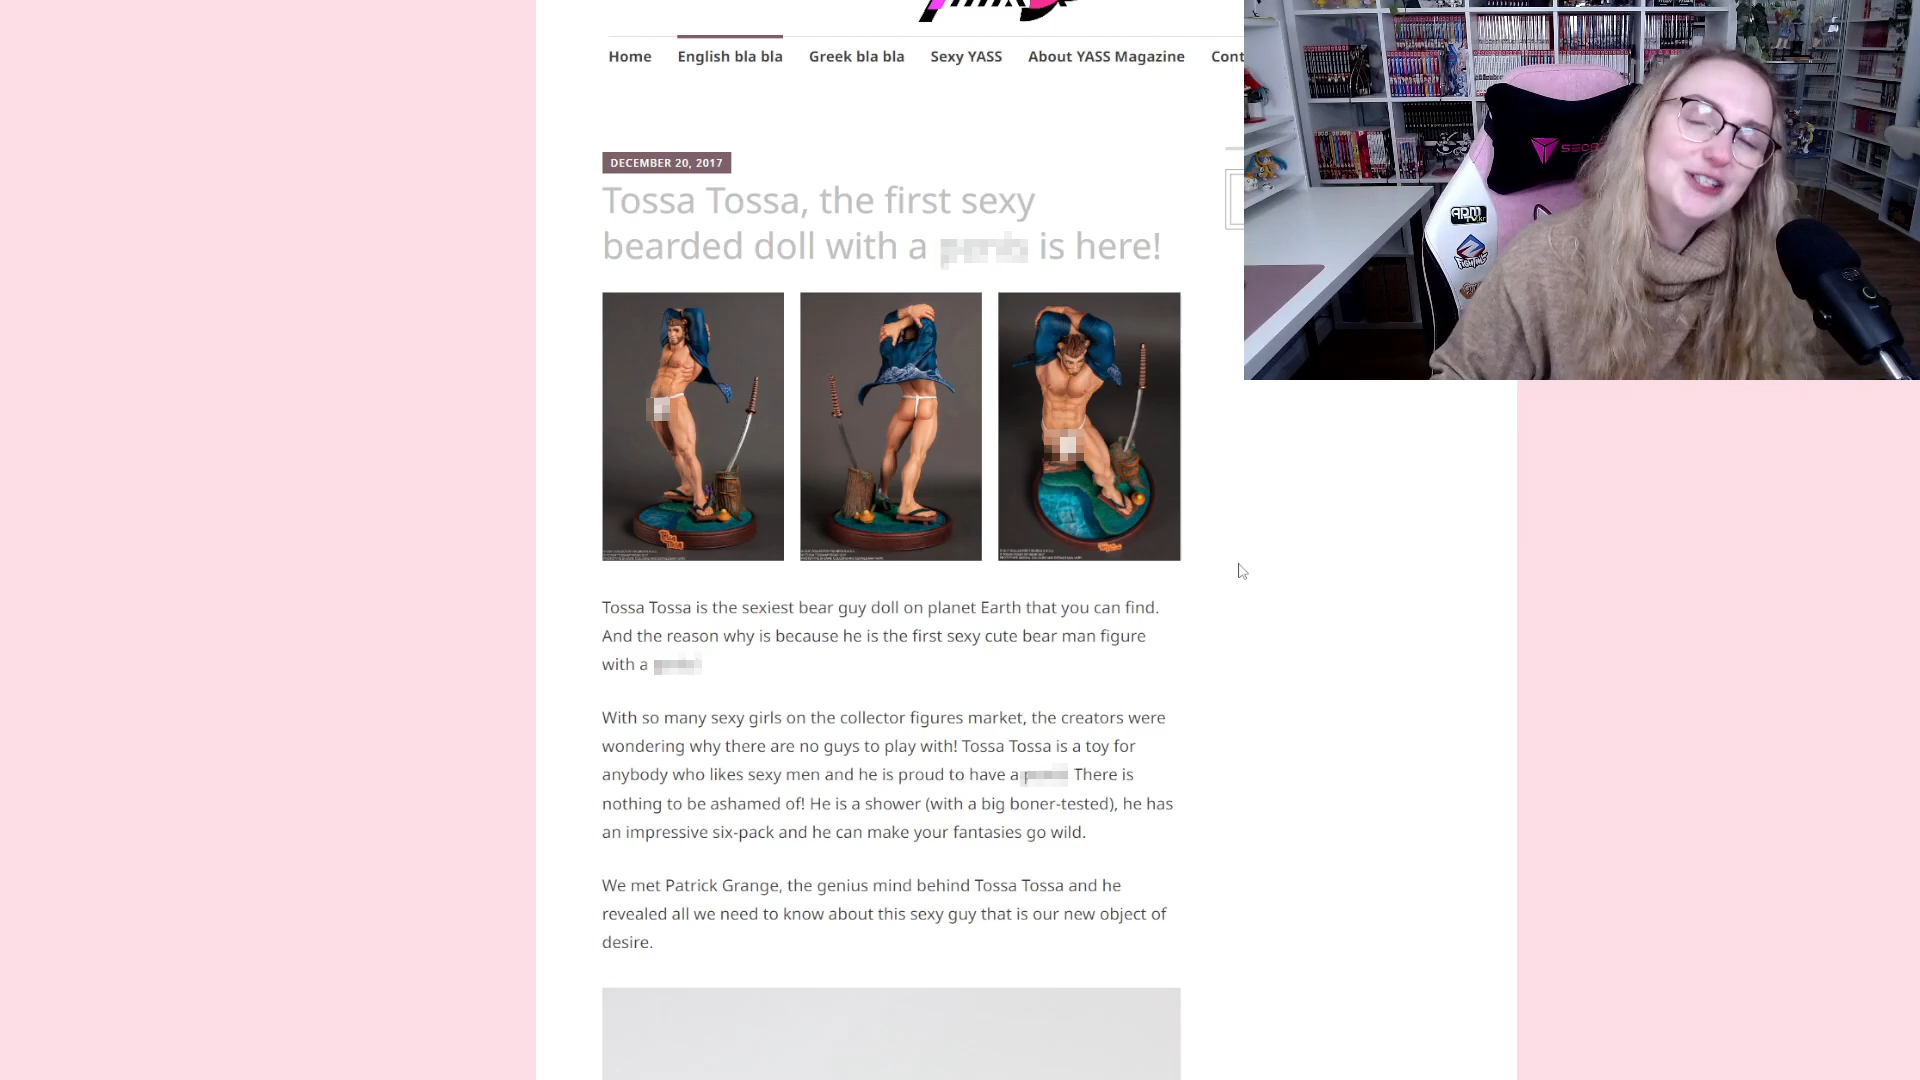 Home English bla bla Greek bla bla Sexy YASS About YASS Magazine Cont
DECEMBER 20, 2017
Tossa Tossa, the first sexy
bearded doll with a is here!
Tossa Tossa is the sexiest bear guy doll on planet Earth that you can find.
And the reason why is because he is the first sexy cute bear man figure
with a
With so many sexy girls on the collector figures market, the creators were
wondering why there are no guys to play with! Tossa Tossa is a toy for
anybody who likes sexy men and he is proud to have a There is
nothing to be ashamed of! He is a shower (with a big boner-tested), he has
an impressive six-pack and he can make your fantasies go wild.
We met Patrick Grange, the genius mind behind Tossa Tossa and he
revealed all we need to know about this sexy guy that is our new object of
desire.